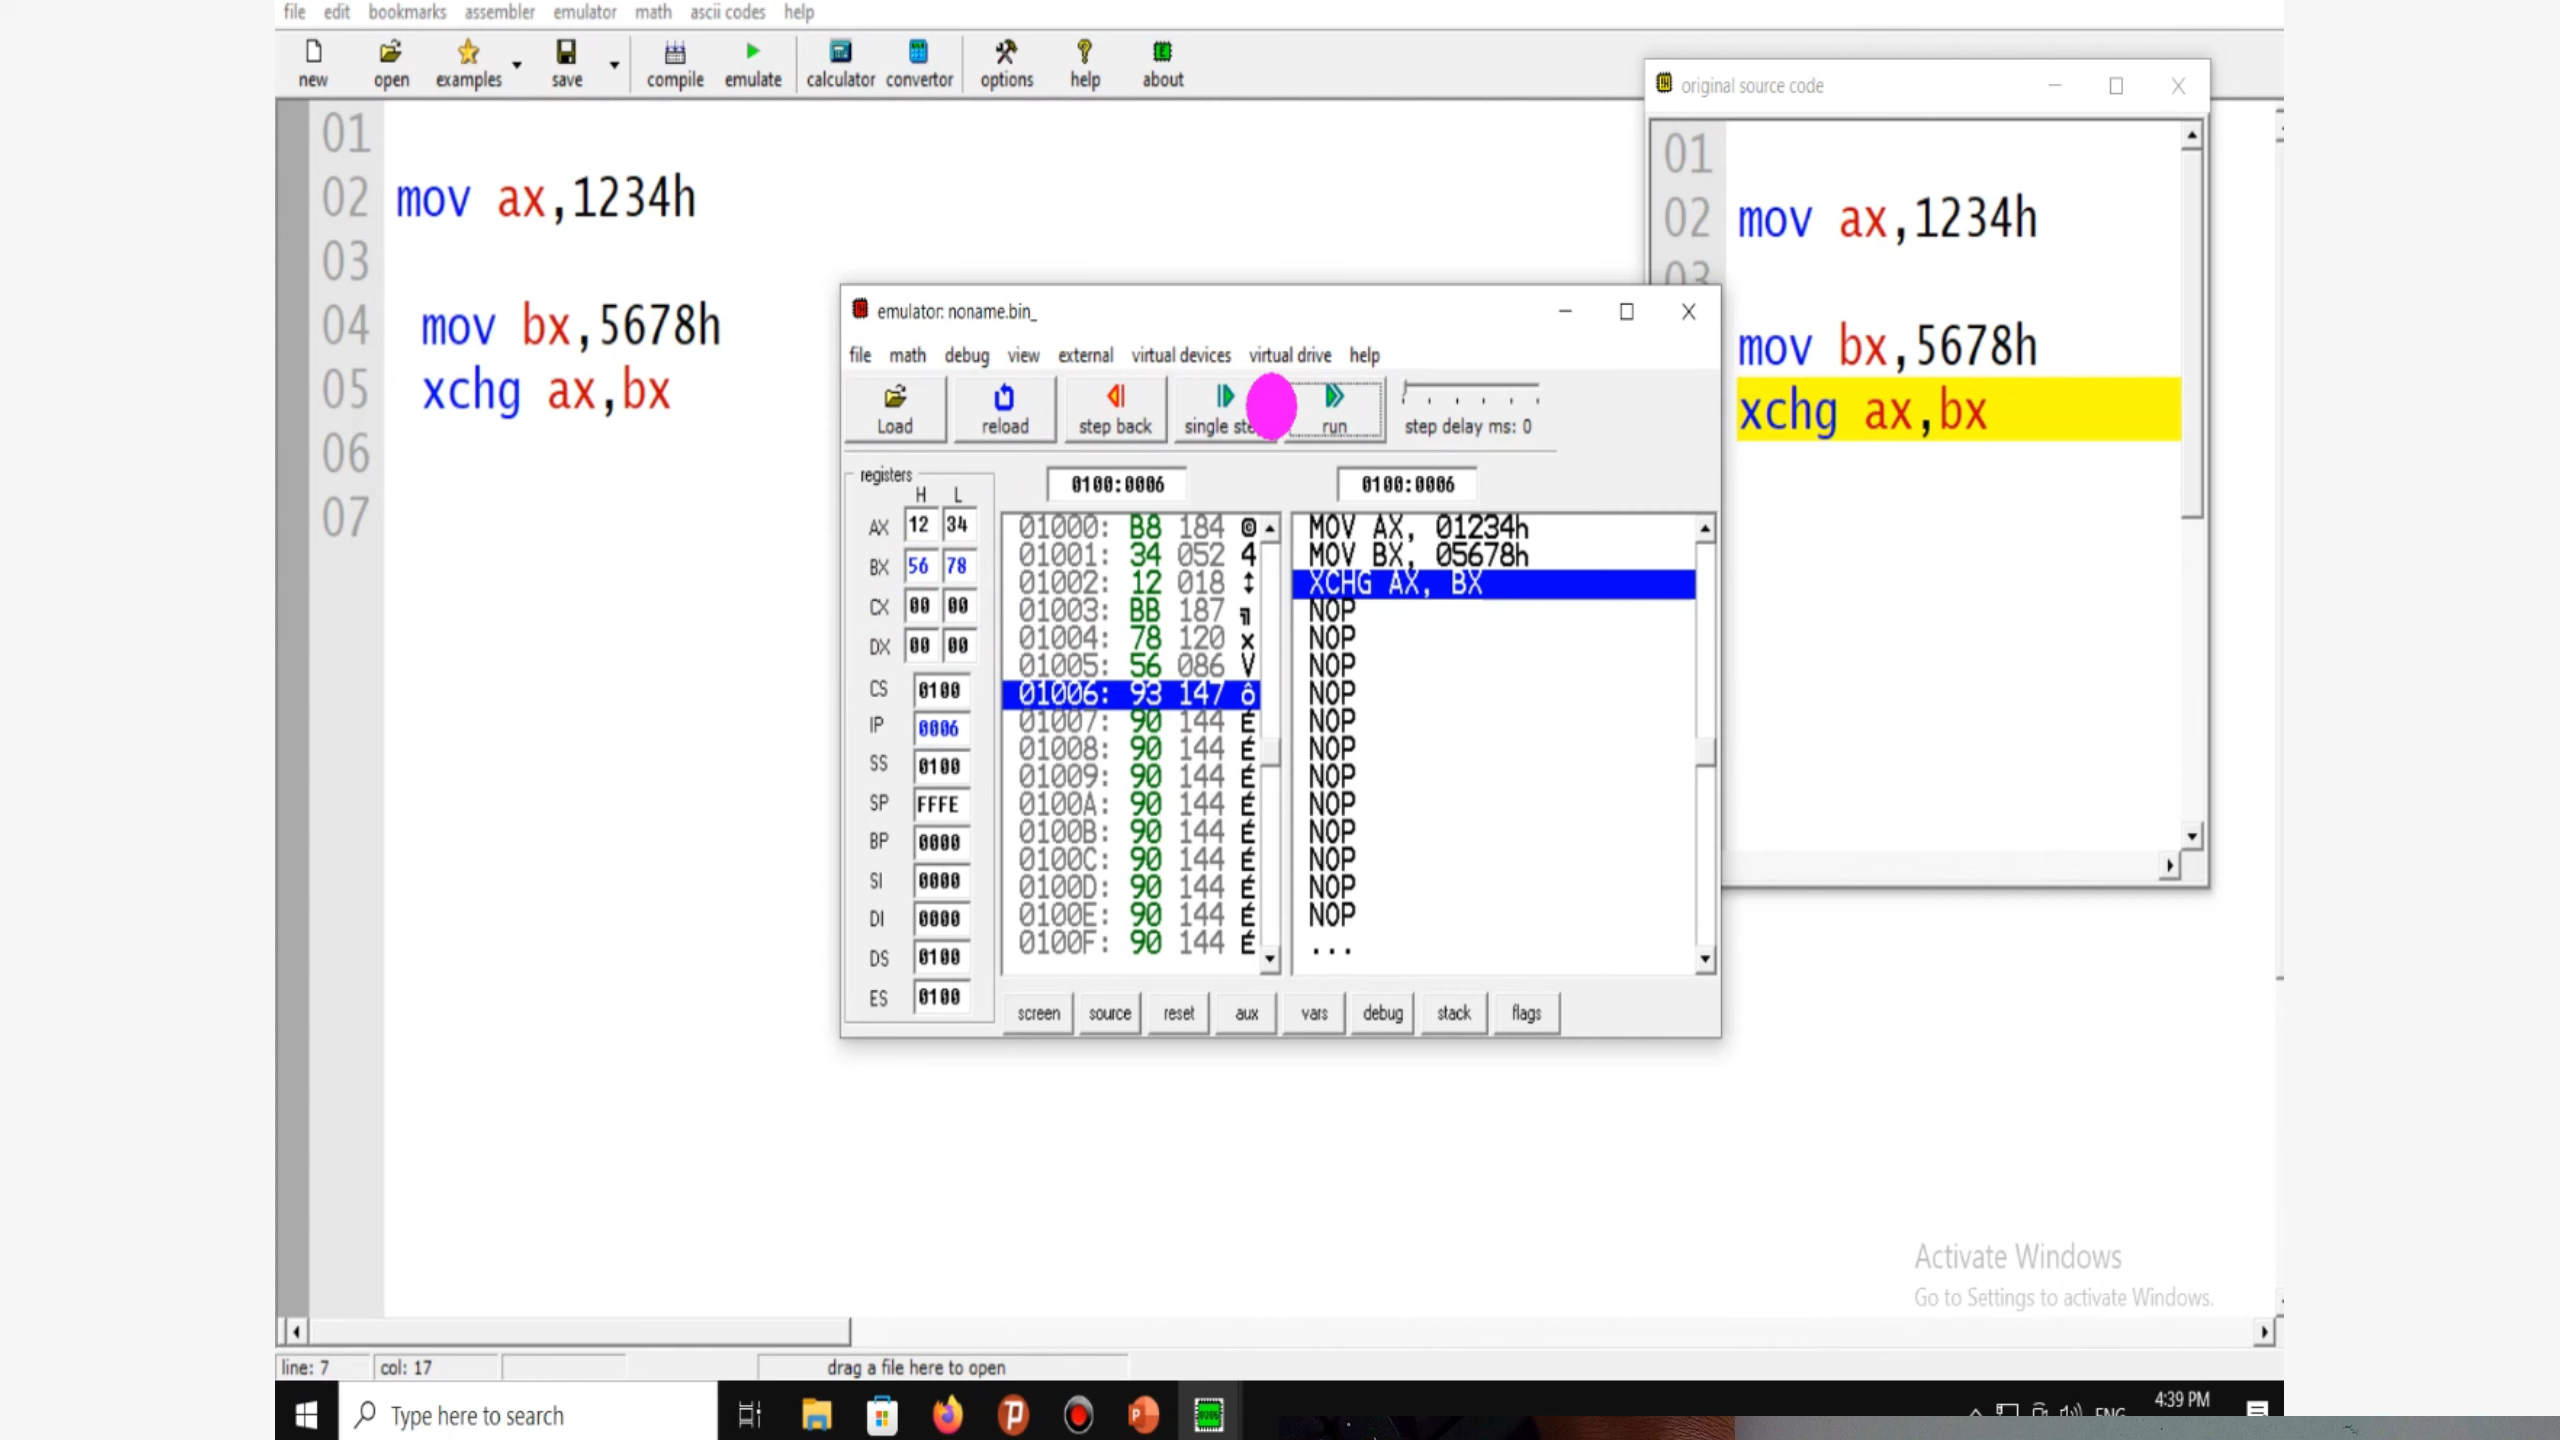 file edit bookmarks assembler emulator math ascii codes help
new open examples save compile emulate calculator convertor options help about
01
02 mov ax,1234h
03
04 mov bx,5678h
05 xchg ax,bx
06
07
original source code
01
02 mov ax,1234h
03
mov bx,5678h
xchg ax,bx
emulator: noname.bin_
file math debug view external virtual devices virtual drive help
Load reload step back single run step delay ms: 0
registers
H L
AX 12 34
BX 56 78
CX 00 00
DX 00 00
CS 0100
IP 0006
SS 0100
SP FFFE
BP 0000
SI 0000
DI 0000
DS 0100
ES 0100
0100:0006
01000: B8 184
01001: 34 052 4
01002: 12 018 ↕
01003: BB 187 ╗
01004: 78 120 x
01005: 56 086 V
01006: 93 147 ô
01007: 90 144 É
01008: 90 144 É
01009: 90 144 É
0100A: 90 144 É
0100B: 90 144 É
0100C: 90 144 É
0100D: 90 144 É
0100E: 90 144 É
0100F: 90 144 É
0100:0006
MOV AX, 01234h
MOV BX, 05678h
XCHG AX, BX
NOP
NOP
NOP
NOP
NOP
NOP
NOP
NOP
NOP
NOP
NOP
NOP
...
screen source reset aux vars debug stack flags
Activate Windows
Go to Settings to activate Windows.
line: 7 col: 17 drag a file here to open
Type here to search
ENG
4:39 PM